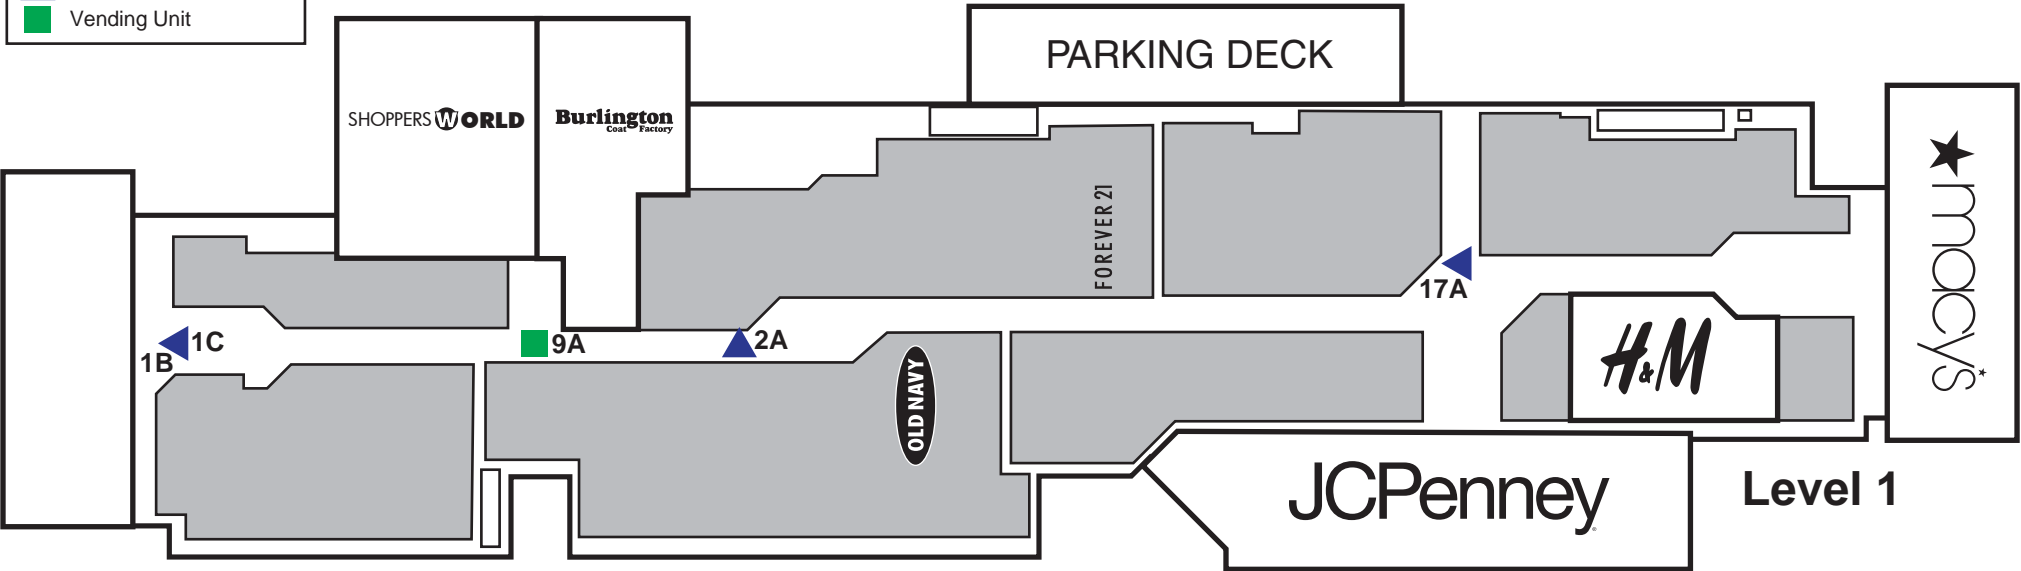 Vending Unit
PARKING DECK
SHOPPERS WORLD
Burlington
Coat Factory
FOREVER 21
macy's
17A
1C
1B
9A
2A
OLD NAVY
H&M
JCPenney
Level 1